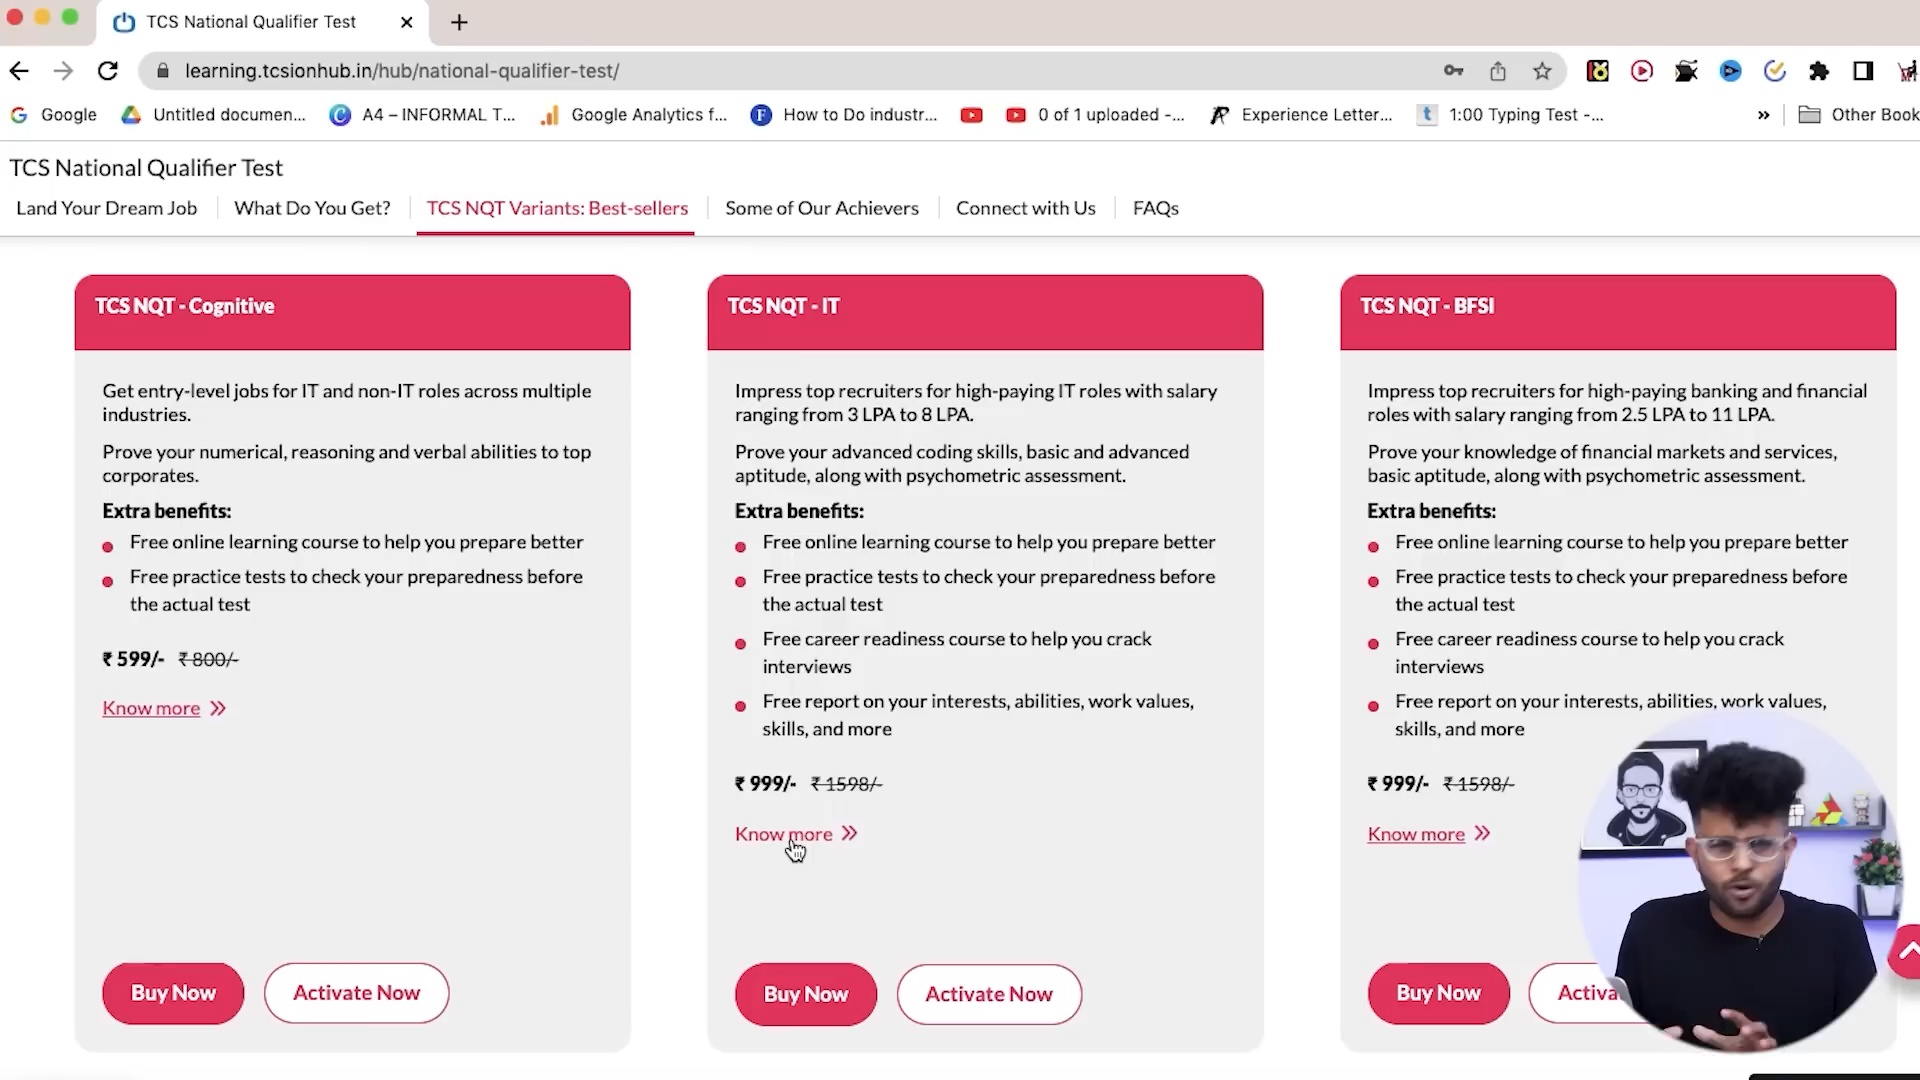 TCS National Qualifier Test
learning.tcsionhub.in/hub/national-qualifier-test/
Google
Untitled documen...
A4 – INFORMAL T...
Google Analytics f...
How to Do industr...
0 of 1 uploaded -...
Experience Letter...
1:00 Typing Test -...
»
Other Book
TCS National Qualifier Test
Land Your Dream Job
What Do You Get?
TCS NQT Variants: Best-sellers
Some of Our Achievers
Connect with Us
FAQs
TCS NQT - Cognitive
Get entry-level jobs for IT and non-IT roles across multiple
industries.
Prove your numerical, reasoning and verbal abilities to top
corporates.
Extra benefits:
Free online learning course to help you prepare better
Free practice tests to check your preparedness before
the actual test
₹ 599/- ₹ 800/-
Know more
Buy Now
Activate Now
TCS NQT - IT
Impress top recruiters for high-paying IT roles with salary
ranging from 3 LPA to 8 LPA.
Prove your advanced coding skills, basic and advanced
aptitude, along with psychometric assessment.
Extra benefits:
Free online learning course to help you prepare better
Free practice tests to check your preparedness before
the actual test
Free career readiness course to help you crack
interviews
Free report on your interests, abilities, work values,
skills, and more
₹ 999/- ₹ 1598/-
Know more
Buy Now
Activate Now
TCS NQT - BFSI
Impress top recruiters for high-paying banking and financial
roles with salary ranging from 2.5 LPA to 11 LPA.
Prove your knowledge of financial markets and services,
basic aptitude, along with psychometric assessment.
Extra benefits:
Free online learning course to help you prepare better
Free practice tests to check your preparedness before
the actual test
Free career readiness course to help you crack
interviews
Free report on your interests, abilities, work values,
skills, and more
₹ 999/- ₹ 1598/-
Know more
Buy Now
Activa